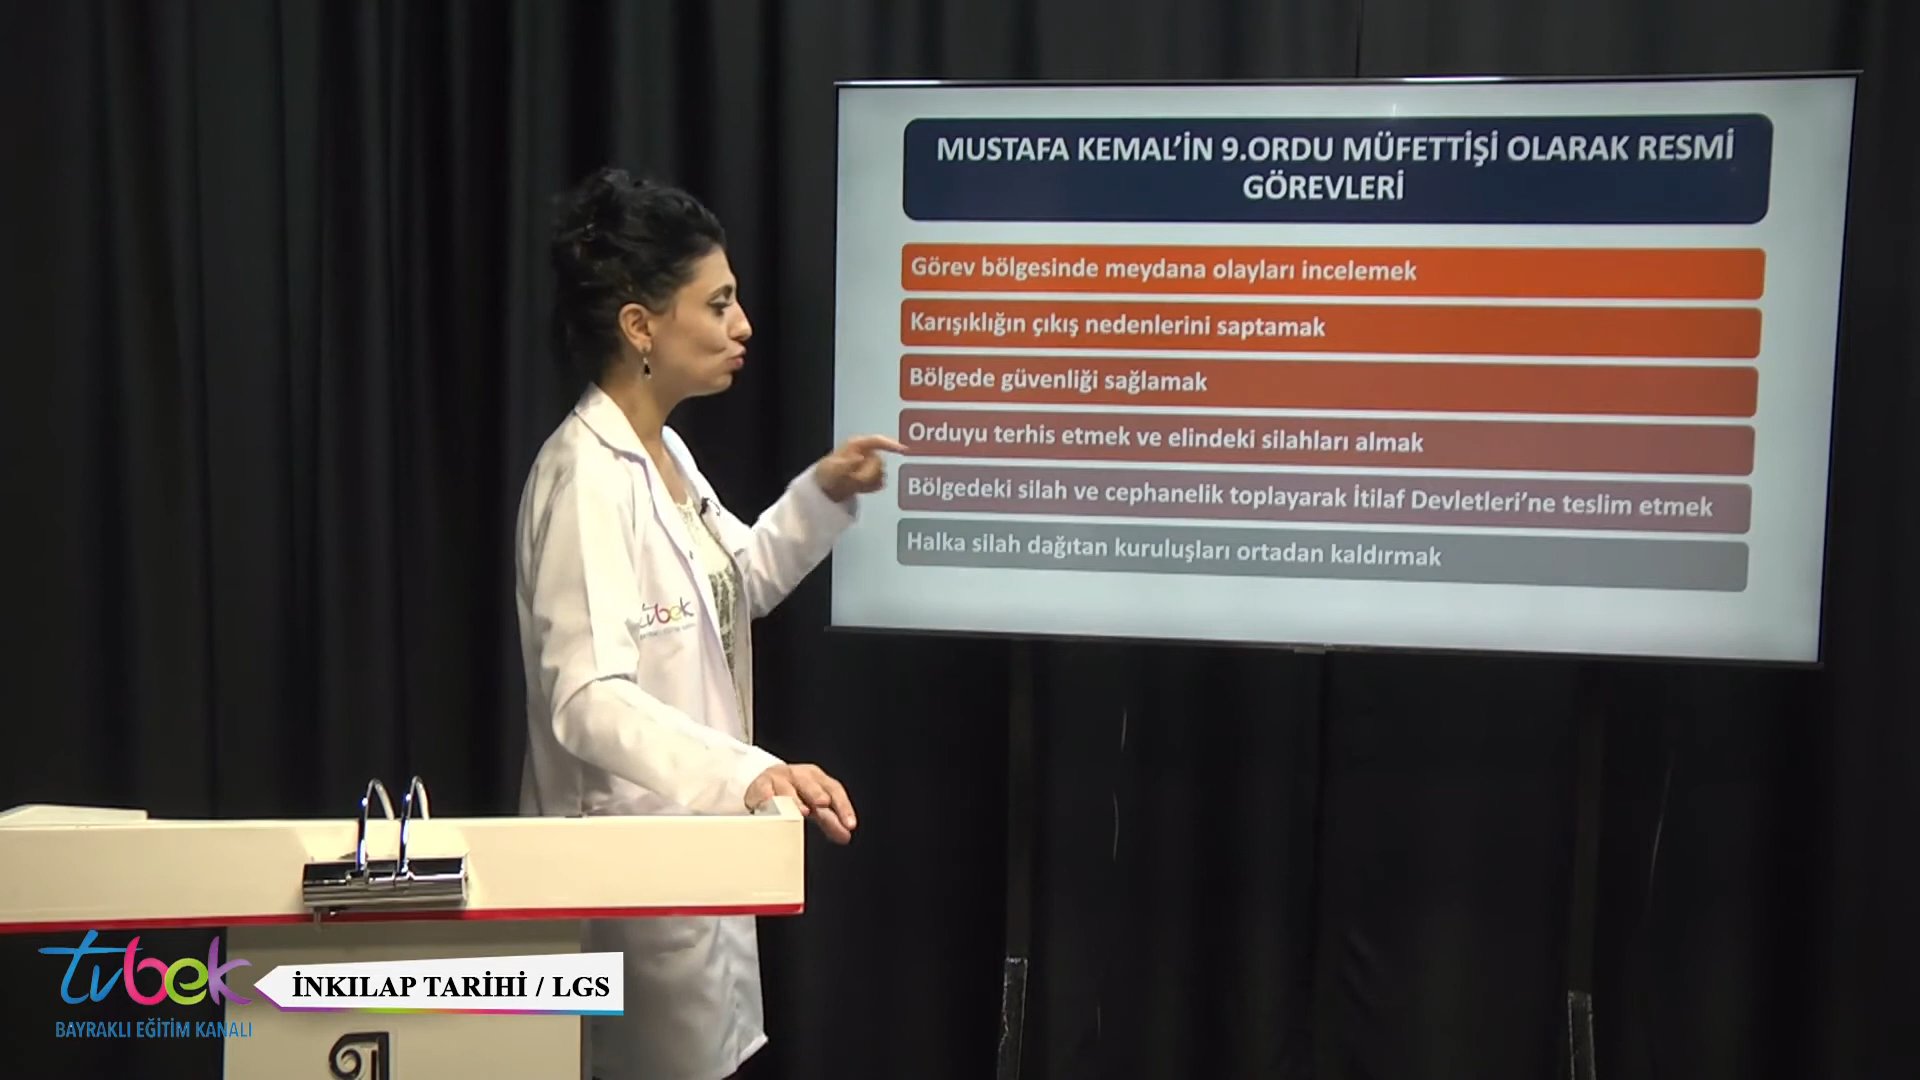 MUSTAFA KEMAL’İN 9.ORDU MÜFETTİŞİ OLARAK RESMİ
GÖREVLERİ
Görev bölgesinde meydana olayları incelemek
Karışıklığın çıkış nedenlerini saptamak
Bölgede güvenliği sağlamak
Orduyu terhis etmek ve elindeki silahları almak
Bölgedeki silah ve cephanelik toplayarak İtilaf Devletleri’ne teslim etmek
Halka silah dağıtan kuruluşları ortadan kaldırmak
tvbek
tvbek
BAYRAKLI EĞİTİM KANALI
İNKILAP TARİHİ / LGS